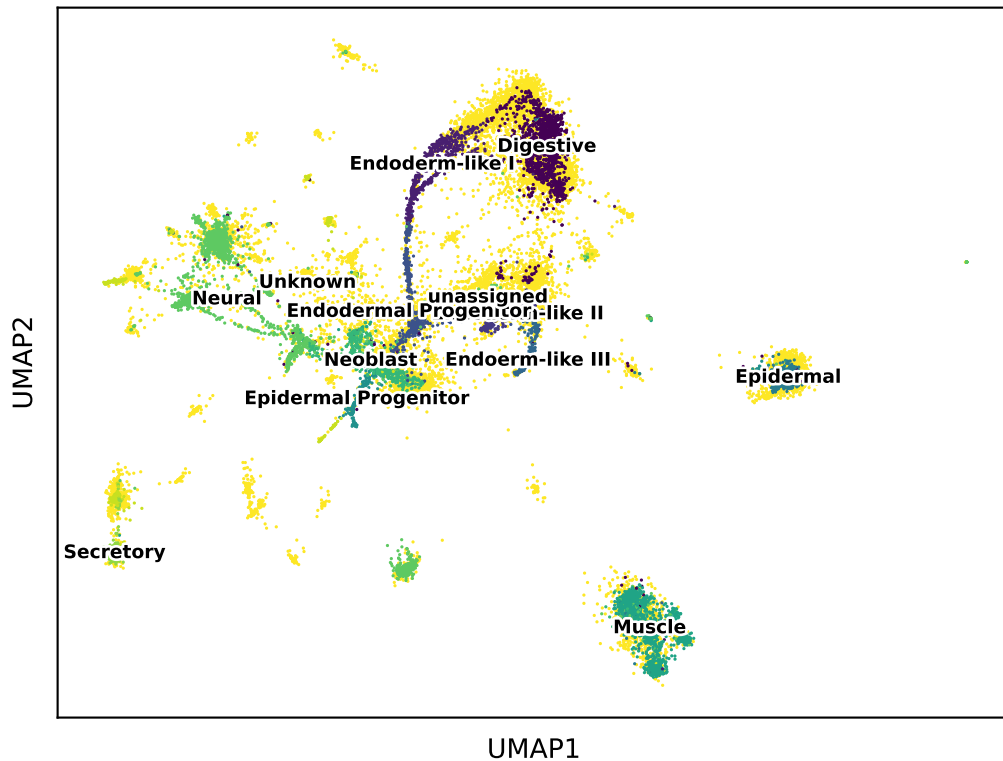 Digestive
Endoderm-like I
Unknown
Neural
unassigned
Endodermal Progenitor
-like II
Neoblast
Endoerm-like III
Epidermal
Epidermal Progenitor
Secretory
Muscle
UMAP1
UMAP2